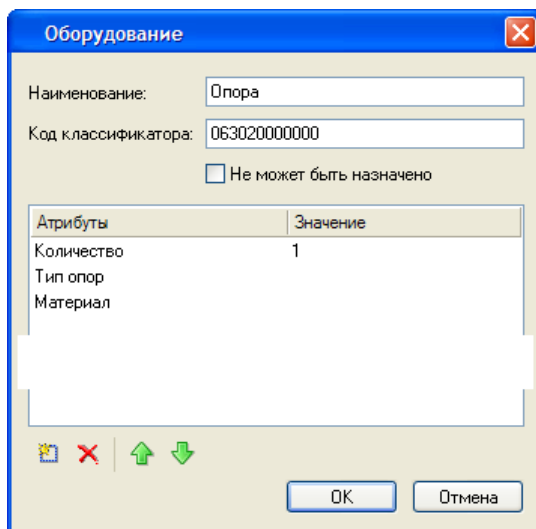 Оборудование
Наименование: Опора
Код классификатора: 063020000000
Не может быть назначено
Атрибуты Значение
Количество 1
Тип опор
Материал
OK Отмена